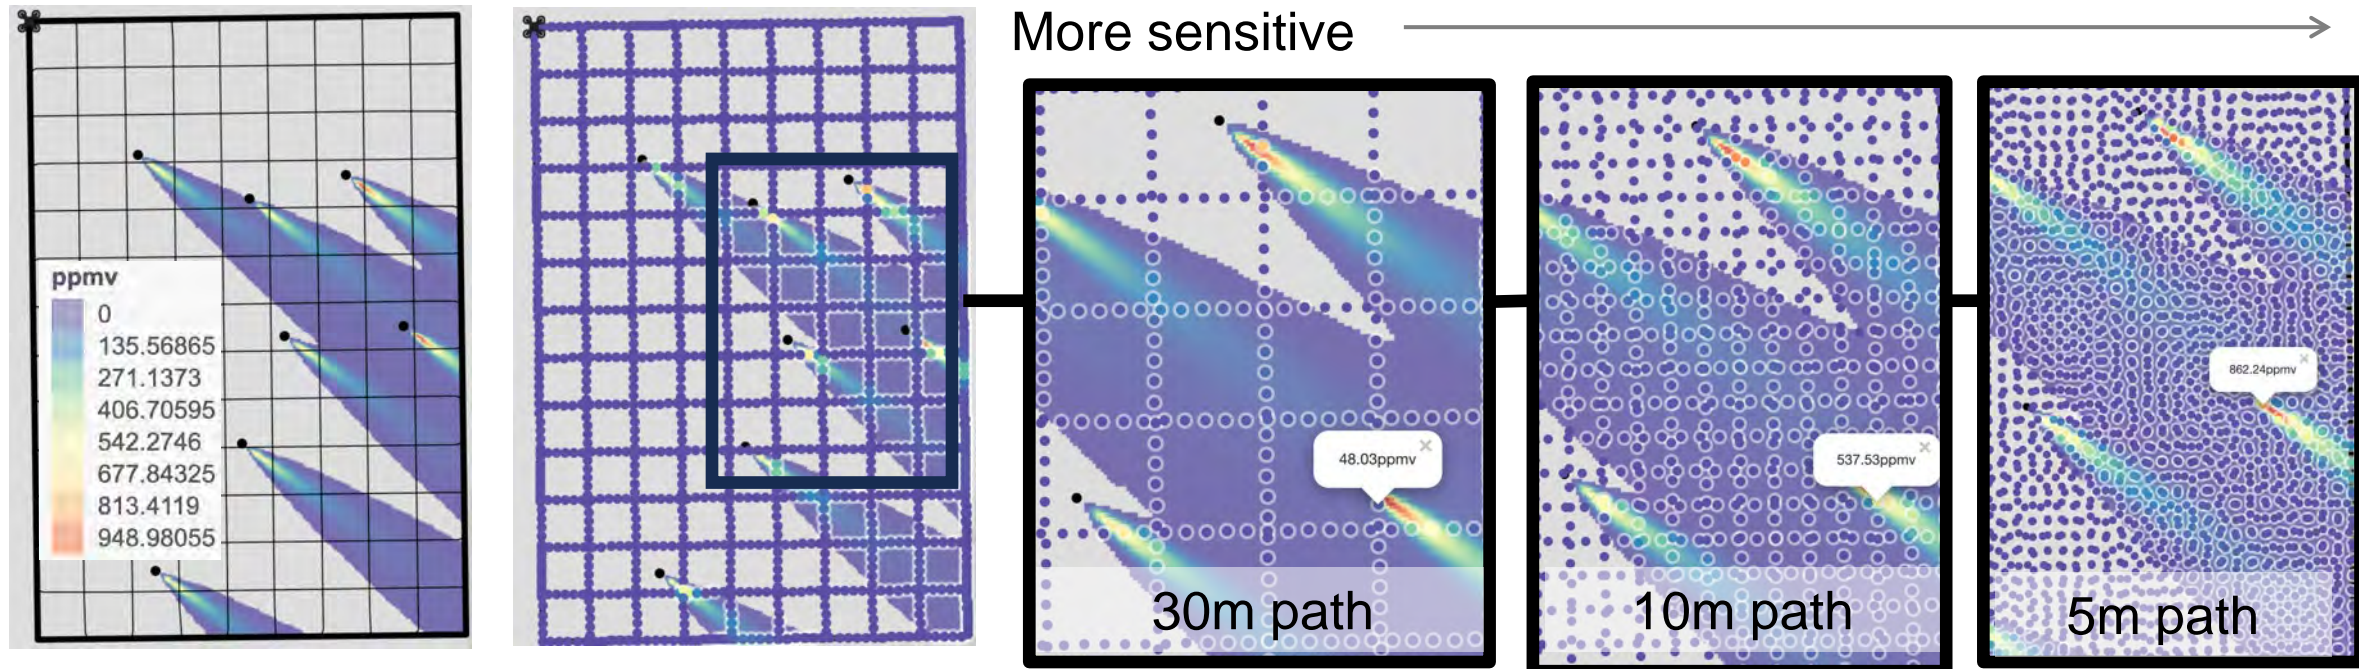 More sensitive
ppmv
0
135.56865
271.1373
406.70595
542.2746
677.84325
813.4119
948.98055
48.03ppmv ×
30m path
537.53ppmv ×
10m path
862.24ppmv ×
5m path